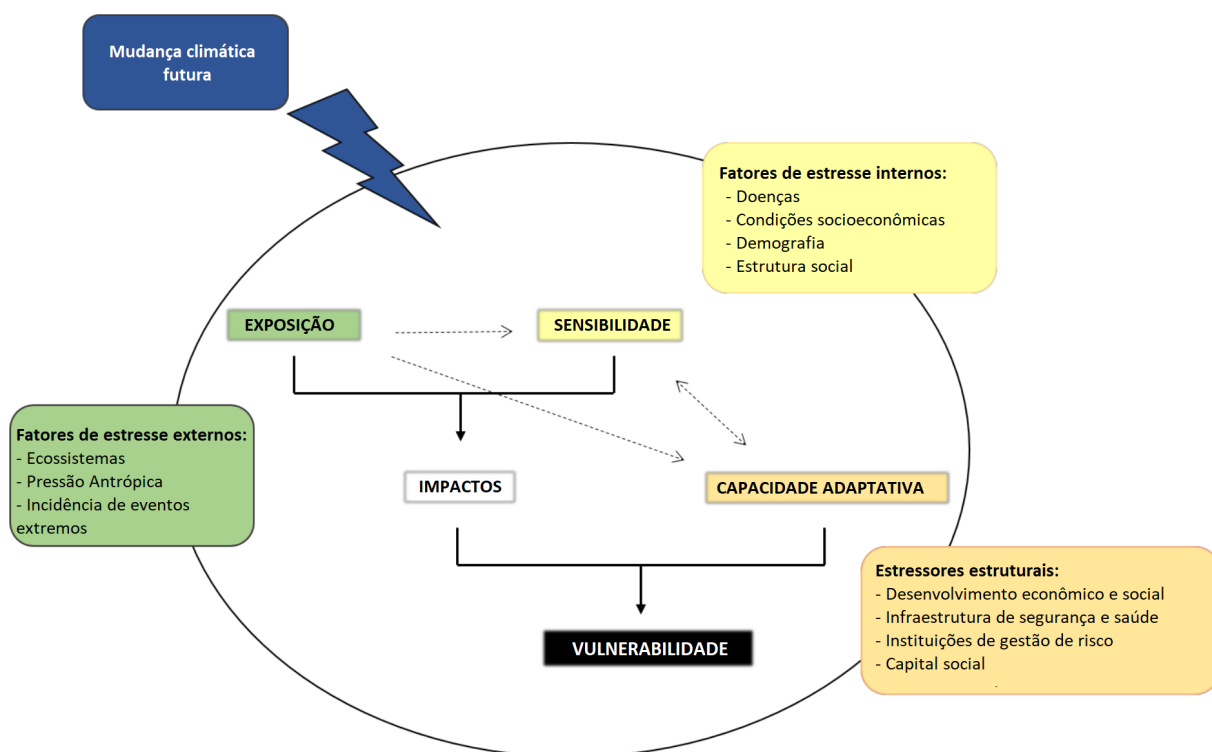 Mudança climática
futura
Fatores de estresse internos:
- Doenças
- Condições socioeconômicas
- Demografia
- Estrutura social
EXPOSIÇÃO
SENSIBILIDADE
Fatores de estresse externos:
- Ecossistemas
- Pressão Antrópica
- Incidência de eventos
extremos
IMPACTOS
CAPACIDADE ADAPTATIVA
Estressores estruturais:
- Desenvolvimento econômico e social
- Infraestrutura de segurança e saúde
- Instituições de gestão de risco
- Capital social
VULNERABILIDADE